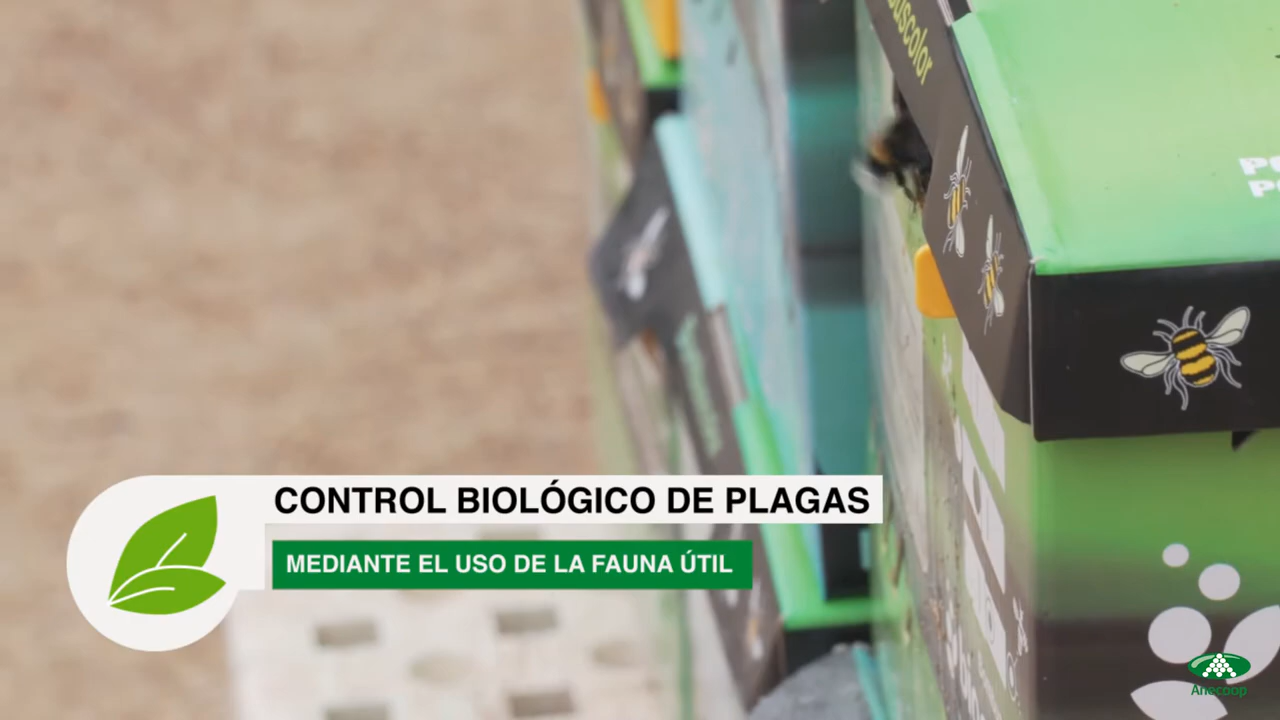 CONTROL BIOLÓGICO DE PLAGAS
MEDIANTE EL USO DE LA FAUNA ÚTIL
Anecoop